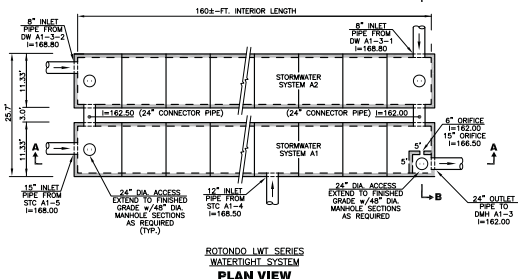 160±-FT. INTERIOR LENGTH
8" INLET
PIPE FROM
DW A1-3-2
I=168.80
8" INLET
PIPE FROM
DW A1-3-1
I=168.80
STORMWATER
SYSTEM A2
25.7'
11.33'
3.0'
11.33'
I=162.50 (24" CONNECTOR PIPE)
(24" CONNECTOR PIPE) I=162.00
STORMWATER
SYSTEM A1
6" ORIFICE
I=162.00
15" ORIFICE
I=166.50
5'
5'
A
A
B
15" INLET
PIPE FROM
STC A1-5
I=168.00
24" DIA. ACCESS
EXTEND TO FINISHED
GRADE w/48" DIA.
MANHOLE SECTIONS
AS REQUIRED
(TYP.)
12" INLET
PIPE FROM
STC A1-4
I=168.50
24" DIA. ACCESS
EXTEND TO FINISHED
GRADE w/48" DIA.
MANHOLE SECTIONS
AS REQUIRED
24" OUTLET
PIPE TO
DMH A1-3
I=162.00
ROTONDO LWT SERIES
WATERTIGHT SYSTEM
PLAN VIEW